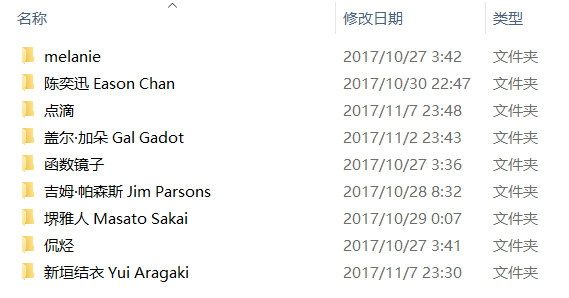 名称 修改日期 类型
melanie 2017/10/27 3:42 文件夹
陈奕迅 Eason Chan 2017/10/30 22:47 文件夹
点滴 2017/11/7 23:48 文件夹
盖尔·加朵 Gal Gadot 2017/11/2 23:43 文件夹
函数镜子 2017/10/27 3:36 文件夹
吉姆·帕森斯 Jim Parsons 2017/10/28 8:32 文件夹
堺雅人 Masato Sakai 2017/10/29 0:07 文件夹
侃烃 2017/10/27 3:41 文件夹
新垣结衣 Yui Aragaki 2017/11/7 23:30 文件夹